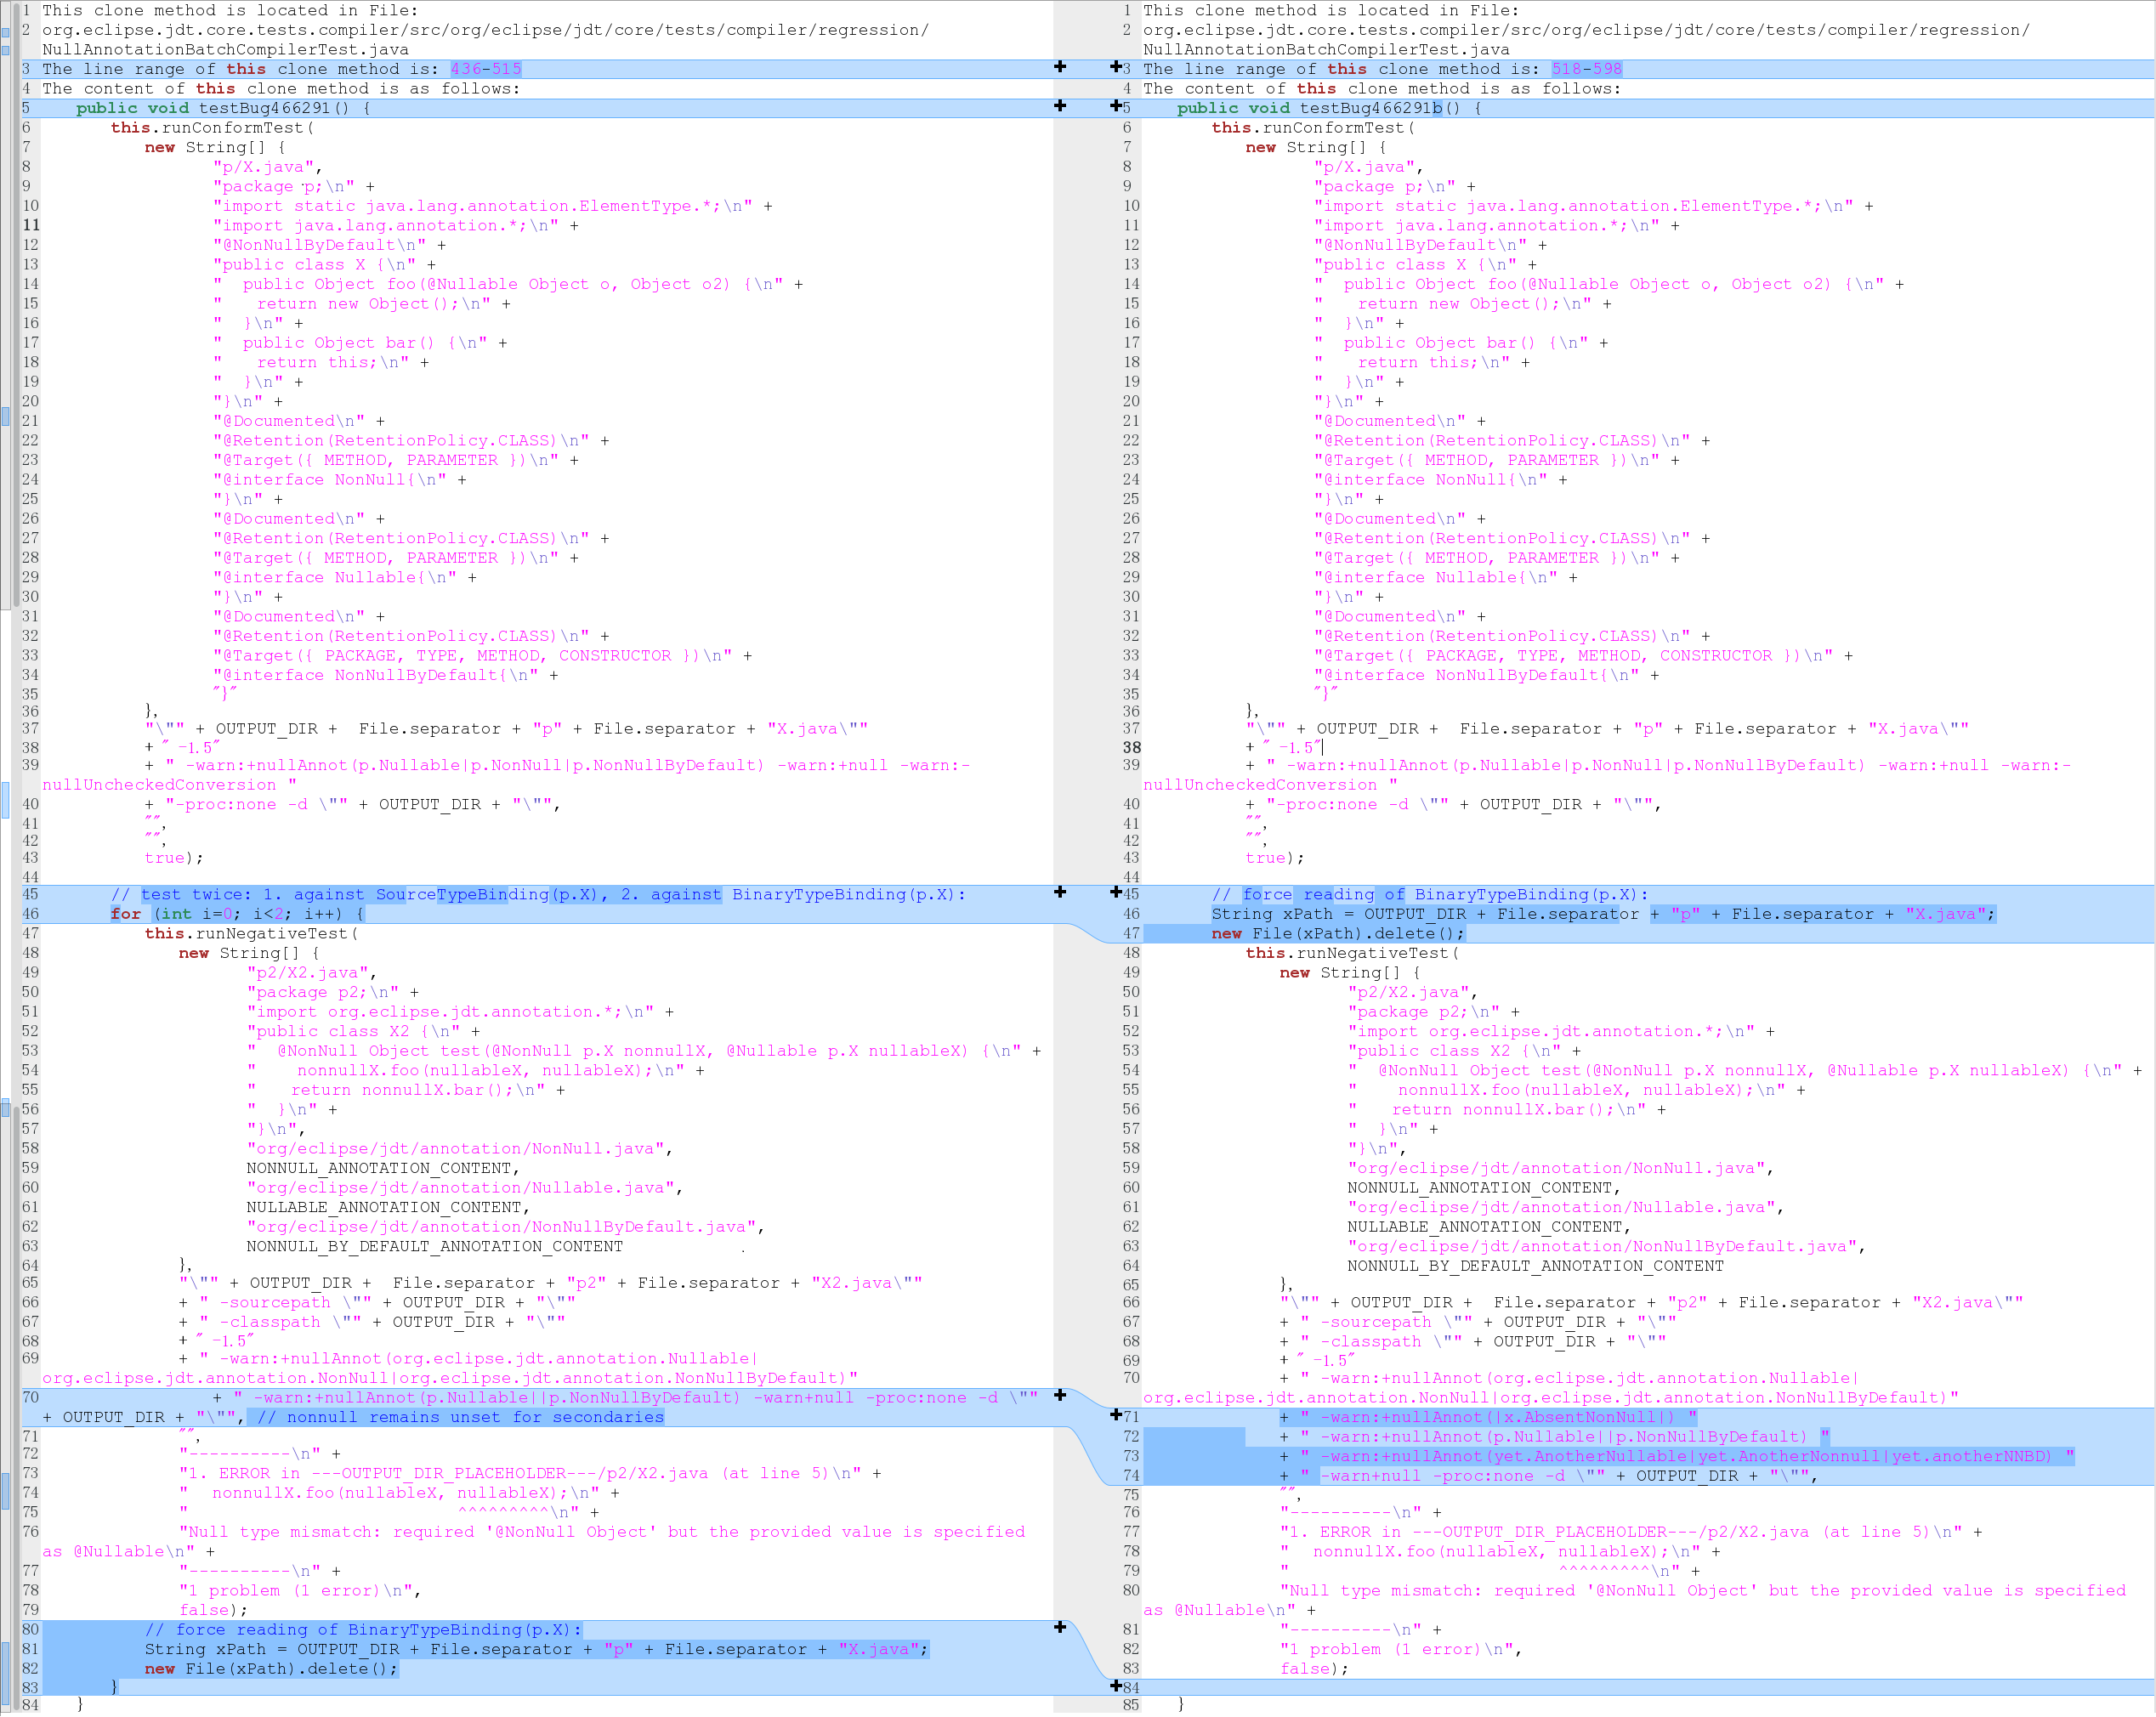 1 This clone method is located in File:
2 org.eclipse.jdt.core.tests.compiler/src/org/eclipse/jdt/core/tests/compiler/regression/
NullAnnotationBatchCompilerTest.java
3 The line range of this clone method is: 436-515
4 The content of this clone method is as follows:
5 public void testBug466291() {
6 this.runConformTest(
7 new String[] {
8 "p/X.java",
9 "package p;\n" +
10 "import static java.lang.annotation.ElementType.*;\n" +
11 "import java.lang.annotation.*;\n" +
12 "@NonNullByDefault\n" +
13 "public class X {\n" +
14 "  public Object foo(@Nullable Object o, Object o2) {\n" +
15 "    return new Object();\n" +
16 "  }\n" +
17 "  public Object bar() {\n" +
18 "    return this;\n" +
19 "  }\n" +
20 "}\n" +
21 "@Documented\n" +
22 "@Retention(RetentionPolicy.CLASS)\n" +
23 "@Target({ METHOD, PARAMETER })\n" +
24 "@interface NonNull{\n" +
25 "}\n" +
26 "@Documented\n" +
27 "@Retention(RetentionPolicy.CLASS)\n" +
28 "@Target({ METHOD, PARAMETER })\n" +
29 "@interface Nullable{\n" +
30 "}\n" +
31 "@Documented\n" +
32 "@Retention(RetentionPolicy.CLASS)\n" +
33 "@Target({ PACKAGE, TYPE, METHOD, CONSTRUCTOR })\n" +
34 "@interface NonNullByDefault{\n" +
35 "}"
36 },
37 "\"" + OUTPUT_DIR +  File.separator + "p" + File.separator + "X.java\""
38 + " -1.5"
39 + " -warn:+nullAnnot(p.Nullable|p.NonNull|p.NonNullByDefault) -warn:+null -warn:-
nullUncheckedConversion "
40 + "-proc:none -d \"" + OUTPUT_DIR + "\"",
41 "",
42 "",
43 true);
44
45 // test twice: 1. against SourceTypeBinding(p.X), 2. against BinaryTypeBinding(p.X):
46 for (int i=0; i<2; i++) {
47 this.runNegativeTest(
48 new String[] {
49 "p2/X2.java",
50 "package p2;\n" +
51 "import org.eclipse.jdt.annotation.*;\n" +
52 "public class X2 {\n" +
53 "  @NonNull Object test(@NonNull p.X nonnullX, @Nullable p.X nullableX) {\n" +
54 "    nonnullX.foo(nullableX, nullableX);\n" +
55 "    return nonnullX.bar();\n" +
56 "  }\n" +
57 "}\n",
58 "org/eclipse/jdt/annotation/NonNull.java",
59 NONNULL_ANNOTATION_CONTENT,
60 "org/eclipse/jdt/annotation/Nullable.java",
61 NULLABLE_ANNOTATION_CONTENT,
62 "org/eclipse/jdt/annotation/NonNullByDefault.java",
63 NONNULL_BY_DEFAULT_ANNOTATION_CONTENT
64 },
65 "\"" + OUTPUT_DIR +  File.separator + "p2" + File.separator + "X2.java\""
66 + " -sourcepath \"" + OUTPUT_DIR + "\""
67 + " -classpath \"" + OUTPUT_DIR + "\""
68 + " -1.5"
69 + " -warn:+nullAnnot(org.eclipse.jdt.annotation.Nullable|
org.eclipse.jdt.annotation.NonNull|org.eclipse.jdt.annotation.NonNullByDefault)"
70 + " -warn:+nullAnnot(p.Nullable||p.NonNullByDefault) -warn+null -proc:none -d \""
+ OUTPUT_DIR + "\"", // nonnull remains unset for secondaries
71 "",
72 "----------\n" +
73 "1. ERROR in ---OUTPUT_DIR_PLACEHOLDER---/p2/X2.java (at line 5)\n" +
74 "  nonnullX.foo(nullableX, nullableX);\n" +
75 "                          ^^^^^^^^^\n" +
76 "Null type mismatch: required '@NonNull Object' but the provided value is specified
as @Nullable\n" +
77 "----------\n" +
78 "1 problem (1 error)\n",
79 false);
80 // force reading of BinaryTypeBinding(p.X):
81 String xPath = OUTPUT_DIR + File.separator + "p" + File.separator + "X.java";
82 new File(xPath).delete();
83 }
84 }
1 This clone method is located in File:
2 org.eclipse.jdt.core.tests.compiler/src/org/eclipse/jdt/core/tests/compiler/regression/
NullAnnotationBatchCompilerTest.java
3 The line range of this clone method is: 518-598
4 The content of this clone method is as follows:
5 public void testBug466291b() {
6 this.runConformTest(
7 new String[] {
8 "p/X.java",
9 "package p;\n" +
10 "import static java.lang.annotation.ElementType.*;\n" +
11 "import java.lang.annotation.*;\n" +
12 "@NonNullByDefault\n" +
13 "public class X {\n" +
14 "  public Object foo(@Nullable Object o, Object o2) {\n" +
15 "    return new Object();\n" +
16 "  }\n" +
17 "  public Object bar() {\n" +
18 "    return this;\n" +
19 "  }\n" +
20 "}\n" +
21 "@Documented\n" +
22 "@Retention(RetentionPolicy.CLASS)\n" +
23 "@Target({ METHOD, PARAMETER })\n" +
24 "@interface NonNull{\n" +
25 "}\n" +
26 "@Documented\n" +
27 "@Retention(RetentionPolicy.CLASS)\n" +
28 "@Target({ METHOD, PARAMETER })\n" +
29 "@interface Nullable{\n" +
30 "}\n" +
31 "@Documented\n" +
32 "@Retention(RetentionPolicy.CLASS)\n" +
33 "@Target({ PACKAGE, TYPE, METHOD, CONSTRUCTOR })\n" +
34 "@interface NonNullByDefault{\n" +
35 "}"
36 },
37 "\"" + OUTPUT_DIR +  File.separator + "p" + File.separator + "X.java\""
38 + " -1.5"
39 + " -warn:+nullAnnot(p.Nullable|p.NonNull|p.NonNullByDefault) -warn:+null -warn:-
nullUncheckedConversion "
40 + "-proc:none -d \"" + OUTPUT_DIR + "\"",
41 "",
42 "",
43 true);
44
45 // force reading of BinaryTypeBinding(p.X):
46 String xPath = OUTPUT_DIR + File.separator + "p" + File.separator + "X.java";
47 new File(xPath).delete();
48 this.runNegativeTest(
49 new String[] {
50 "p2/X2.java",
51 "package p2;\n" +
52 "import org.eclipse.jdt.annotation.*;\n" +
53 "public class X2 {\n" +
54 "  @NonNull Object test(@NonNull p.X nonnullX, @Nullable p.X nullableX) {\n" +
55 "    nonnullX.foo(nullableX, nullableX);\n" +
56 "    return nonnullX.bar();\n" +
57 "  }\n" +
58 "}\n",
59 "org/eclipse/jdt/annotation/NonNull.java",
60 NONNULL_ANNOTATION_CONTENT,
61 "org/eclipse/jdt/annotation/Nullable.java",
62 NULLABLE_ANNOTATION_CONTENT,
63 "org/eclipse/jdt/annotation/NonNullByDefault.java",
64 NONNULL_BY_DEFAULT_ANNOTATION_CONTENT
65 },
66 "\"" + OUTPUT_DIR +  File.separator + "p2" + File.separator + "X2.java\""
67 + " -sourcepath \"" + OUTPUT_DIR + "\""
68 + " -classpath \"" + OUTPUT_DIR + "\""
69 + " -1.5"
70 + " -warn:+nullAnnot(org.eclipse.jdt.annotation.Nullable|
org.eclipse.jdt.annotation.NonNull|org.eclipse.jdt.annotation.NonNullByDefault)"
71 + " -warn:+nullAnnot(|x.AbsentNonNull|) "
72 + " -warn:+nullAnnot(p.Nullable||p.NonNullByDefault) "
73 + " -warn:+nullAnnot(yet.AnotherNullable|yet.AnotherNonnull|yet.anotherNNBD) "
74 + " -warn+null -proc:none -d \"" + OUTPUT_DIR + "\"",
75 "",
76 "----------\n" +
77 "1. ERROR in ---OUTPUT_DIR_PLACEHOLDER---/p2/X2.java (at line 5)\n" +
78 "  nonnullX.foo(nullableX, nullableX);\n" +
79 "                          ^^^^^^^^^\n" +
80 "Null type mismatch: required '@NonNull Object' but the provided value is specified
as @Nullable\n" +
81 "----------\n" +
82 "1 problem (1 error)\n",
83 false);
84
85 }